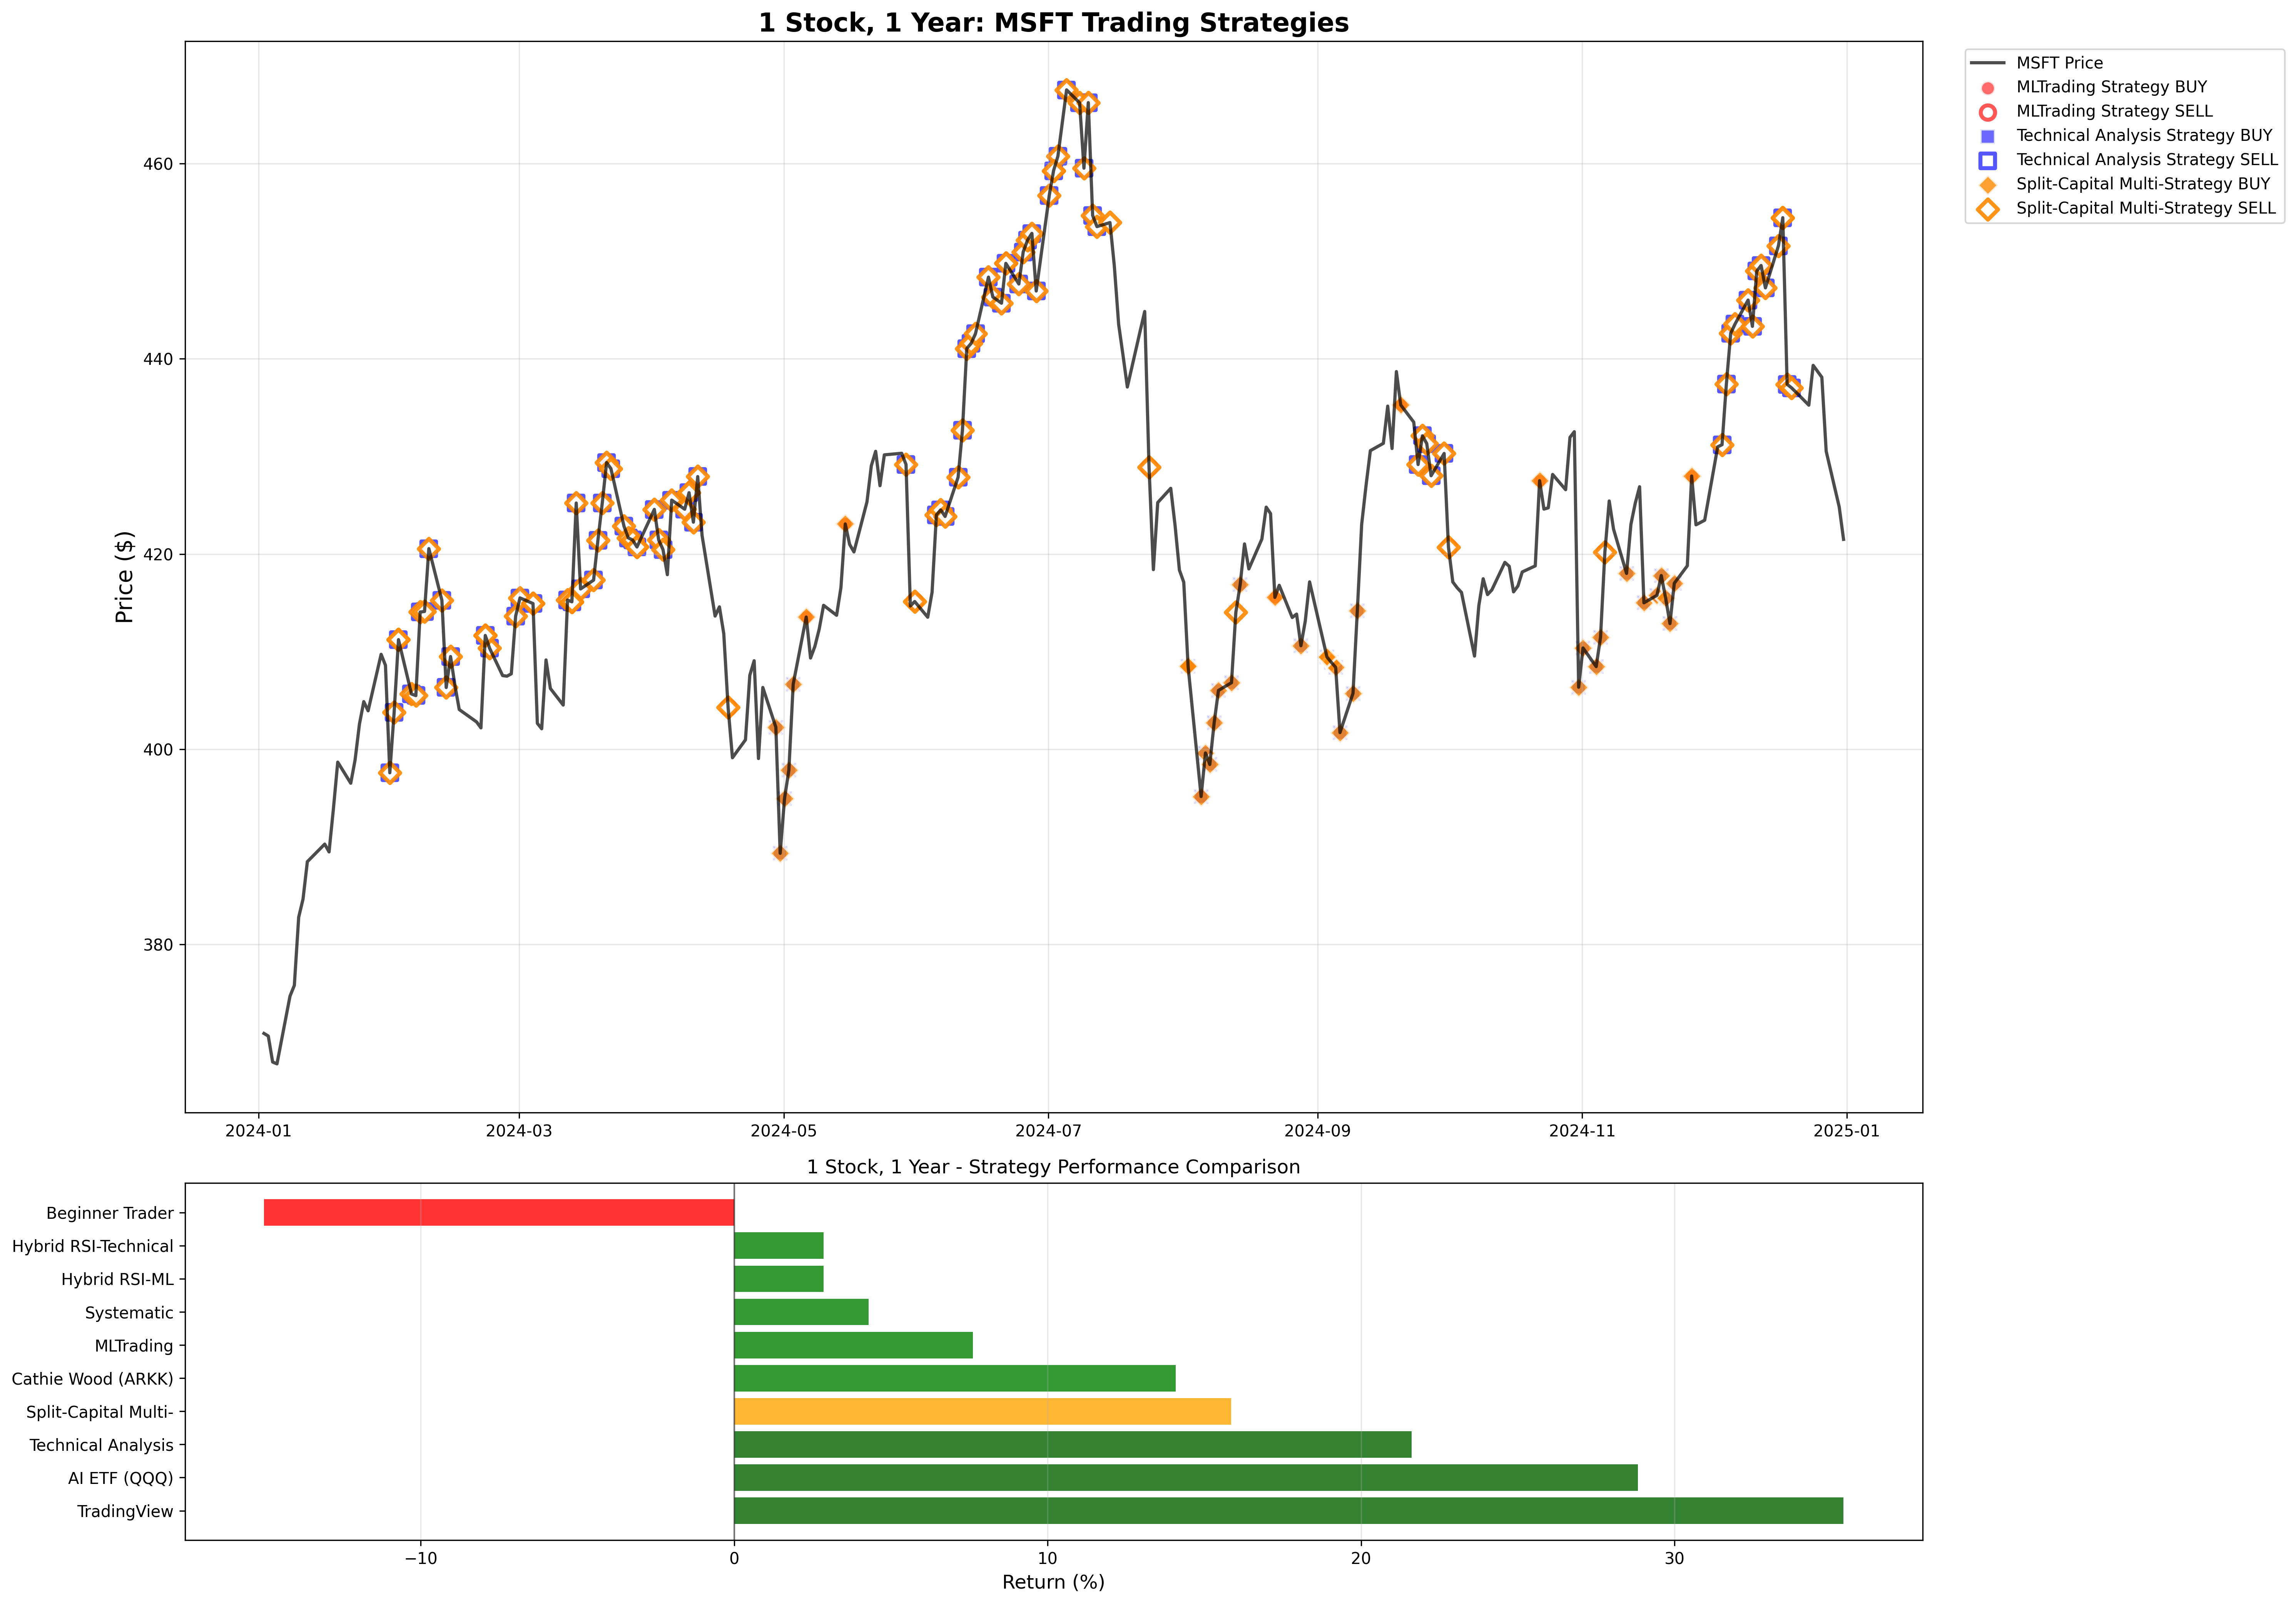 1 Stock, 1 Year: MSFT Trading Strategies
MSFT Price
MLTrading Strategy BUY
MLTrading Strategy SELL
Technical Analysis Strategy BUY
Technical Analysis Strategy SELL
Split-Capital Multi-Strategy BUY
Split-Capital Multi-Strategy SELL
Price ($)
460
440
420
400
380
2024-01
2024-03
2024-05
2024-07
2024-09
2024-11
2025-01
1 Stock, 1 Year - Strategy Performance Comparison
Beginner Trader
Hybrid RSI-Technical
Hybrid RSI-ML
Systematic
MLTrading
Cathie Wood (ARKK)
Split-Capital Multi-
Technical Analysis
AI ETF (QQQ)
TradingView
−10
0
10
20
30
Return (%)